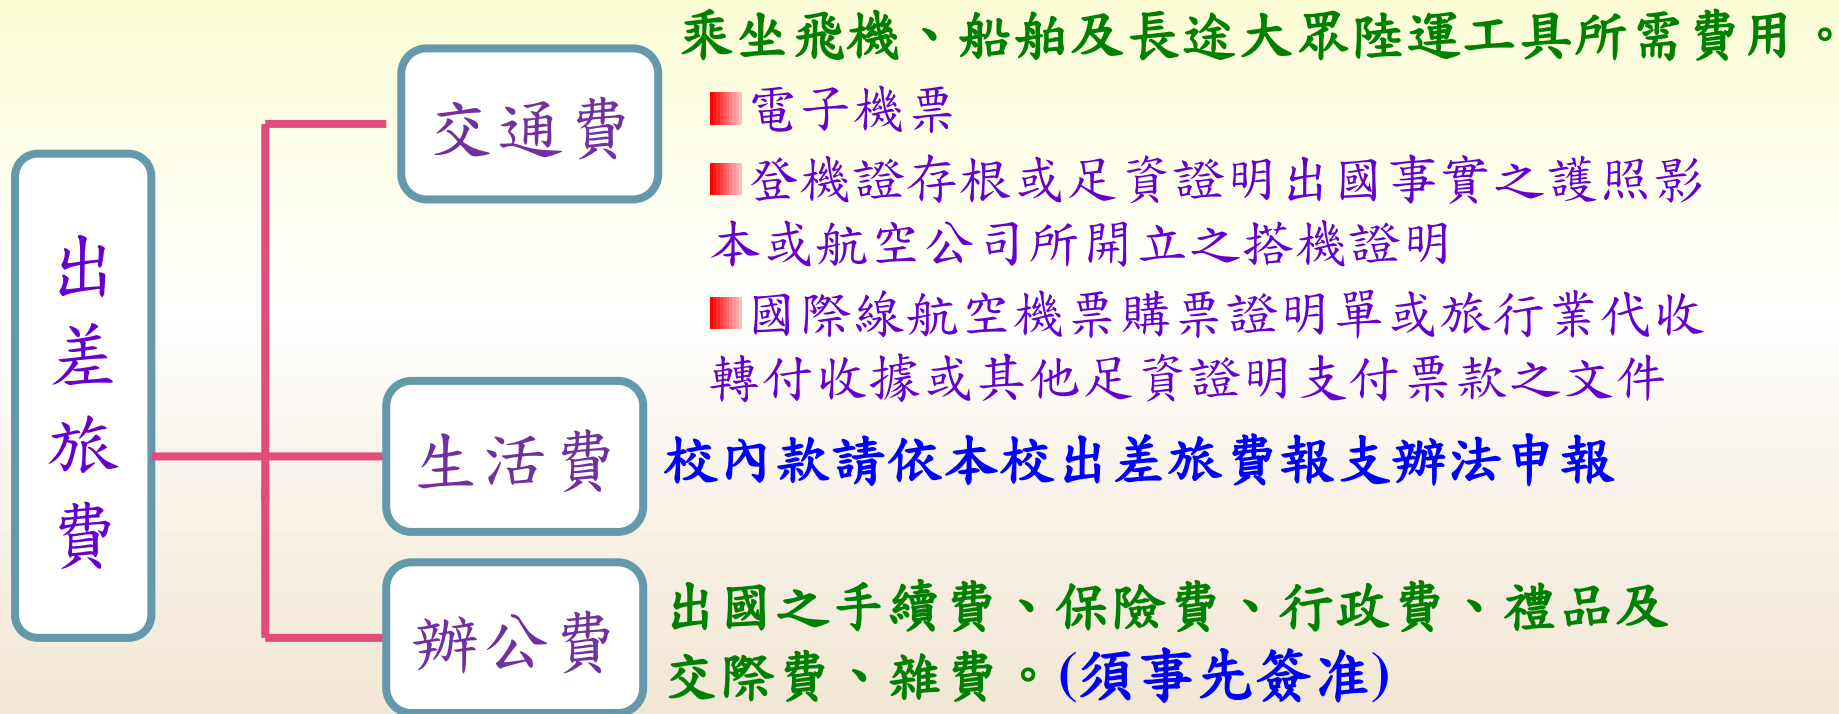 出差旅費
交通費
乘坐飛機、船舶及長途大眾陸運工具所需費用。
電子機票
登機證存根或足資證明出國事實之護照影
本或航空公司所開立之搭機證明
國際線航空機票購票證明單或旅行業代收
轉付收據或其他足資證明支付票款之文件
生活費
校內款請依本校出差旅費報支辦法申報
辦公費
出國之手續費、保險費、行政費、禮品及
交際費、雜費。(須事先簽准)